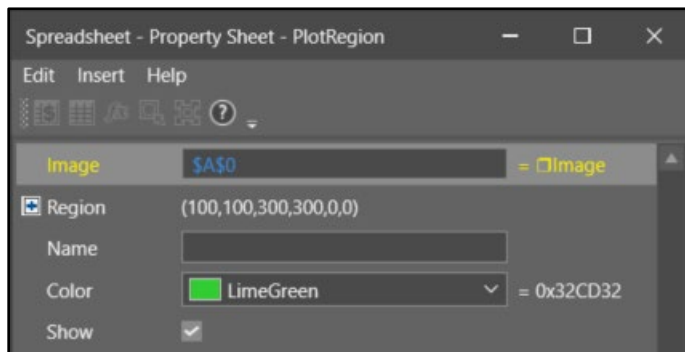 Spreadsheet - Property Sheet - PlotRegion
Edit Insert Help
Image $A$0 = Image
Region (100,100,300,300,0,0)
Name
Color LimeGreen = 0x32CD32
Show